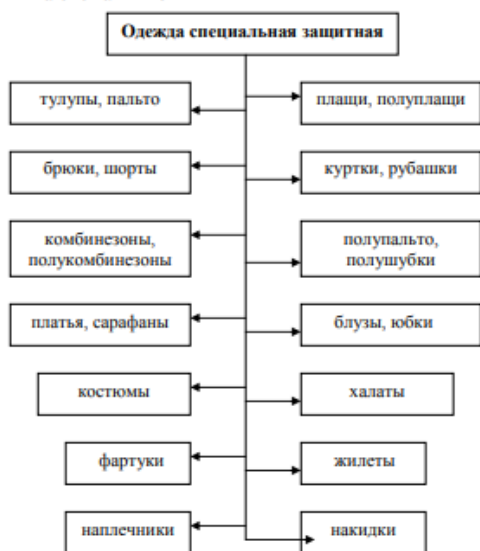 Одежда специальная защитная
тулупы, пальто
плащи, полуплащи
брюки, шорты
куртки, рубашки
комбинезоны,
полукомбинезоны
полупальто,
полушубки
платья, сарафаны
блузы, юбки
костюмы
халаты
фартуки
жилеты
наплечники
накидки